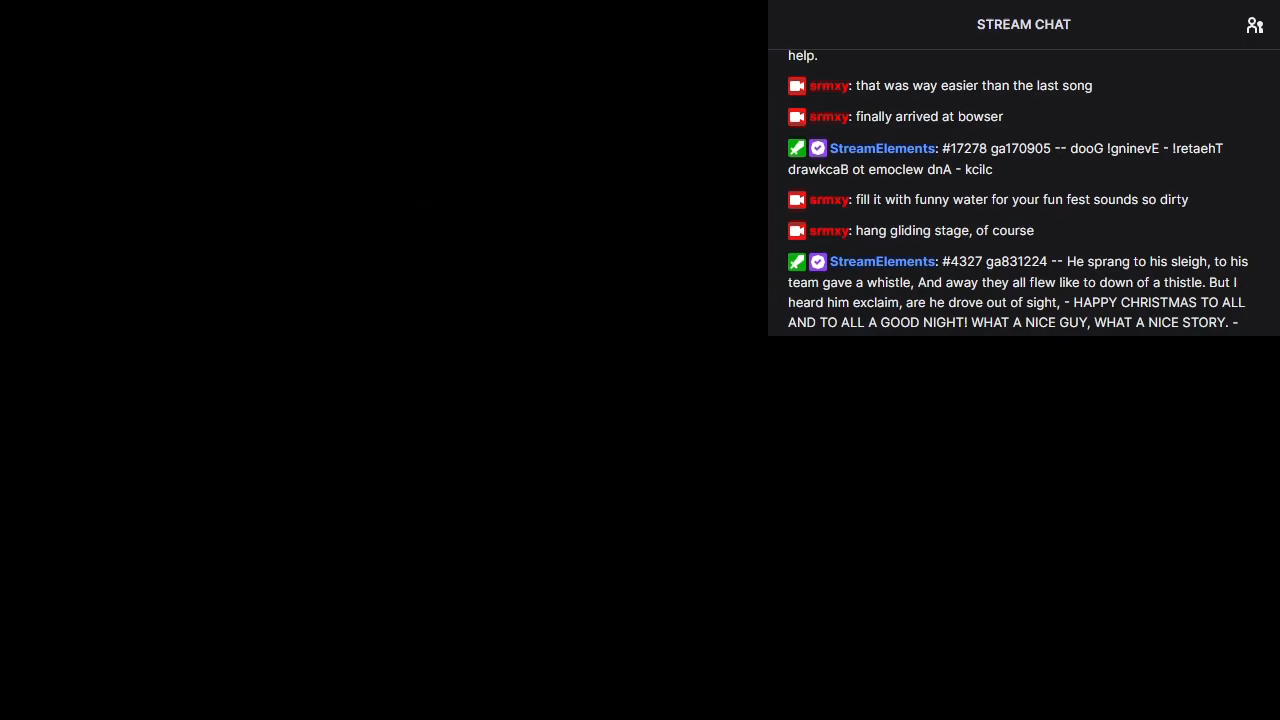 STREAM CHAT
help.
srmxy: that was way easier than the last song
srmxy: finally arrived at bowser
StreamElements: #17278 ga170905 -- dooG !gninevE - !retaehT
drawkcaB ot emoclew dnA - kcilc
srmxy: fill it with funny water for your fun fest sounds so dirty
srmxy: hang gliding stage, of course
StreamElements: #4327 ga831224 -- He sprang to his sleigh, to his
team gave a whistle, And away they all flew like to down of a thistle. But I
heard him exclaim, are he drove out of sight, - HAPPY CHRISTMAS TO ALL
AND TO ALL A GOOD NIGHT! WHAT A NICE GUY, WHAT A NICE STORY. -